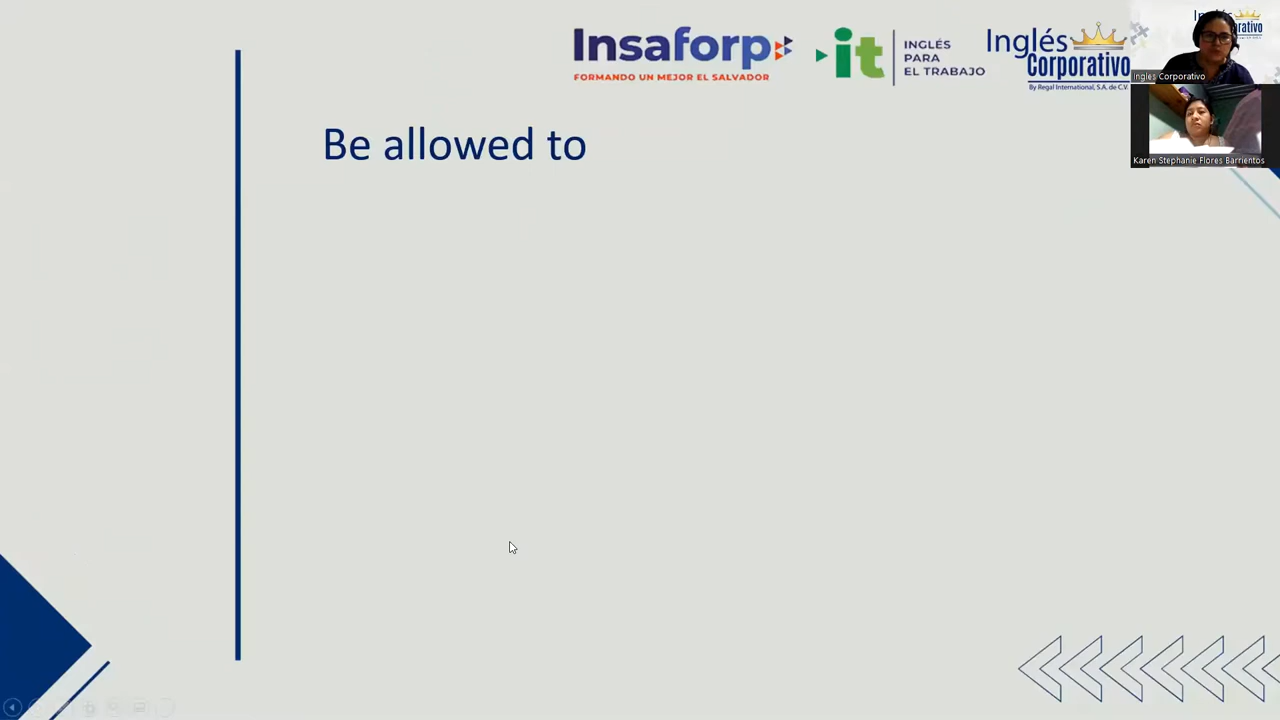 Insaforp
FORMANDO UN MEJOR EL SALVADOR
it
INGLÉS
PARA
EL TRABAJO
Inglés
Corporativo
By Regal International, S.A. de C.V.
Ingles Corporativo
Karen Stephanie Flores Barrientos
Be allowed to